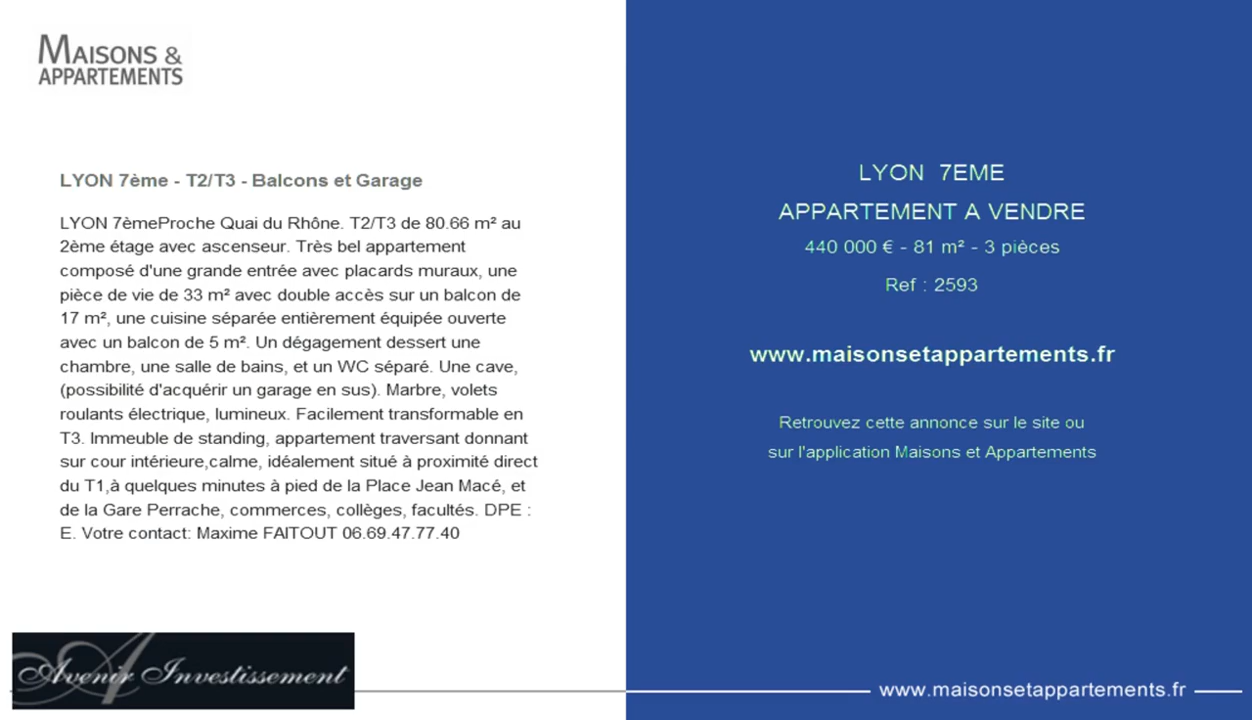 MAISONS &
APPARTEMENTS
LYON 7ème - T2/T3 - Balcons et Garage
LYON 7èmeProche Quai du Rhône. T2/T3 de 80.66 m² au
2ème étage avec ascenseur. Très bel appartement
composé d'une grande entrée avec placards muraux, une
pièce de vie de 33 m² avec double accès sur un balcon de
17 m², une cuisine séparée entièrement équipée ouverte
avec un balcon de 5 m². Un dégagement dessert une
chambre, une salle de bains, et un WC séparé. Une cave,
(possibilité d'acquérir un garage en sus). Marbre, volets
roulants électrique, lumineux. Facilement transformable en
T3. Immeuble de standing, appartement traversant donnant
sur cour intérieure,calme, idéalement situé à proximité direct
du T1,à quelques minutes à pied de la Place Jean Macé, et
de la Gare Perrache, commerces, collèges, facultés. DPE :
E. Votre contact: Maxime FAITOUT 06.69.47.77.40
Avenir Investissement
LYON 7EME
APPARTEMENT A VENDRE
440 000 € - 81 m² - 3 pièces
Ref : 2593
www.maisonsetappartements.fr
Retrouvez cette annonce sur le site ou
sur l'application Maisons et Appartements
www.maisonsetappartements.fr